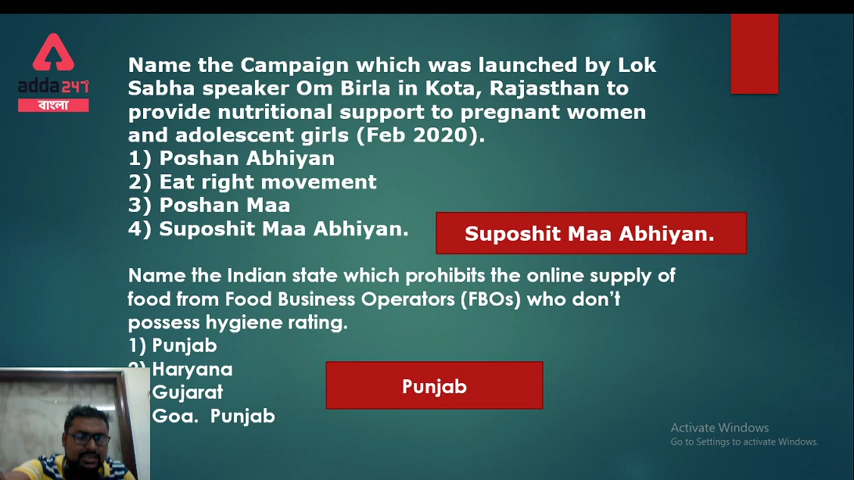 adda247
বাংলা
Name the Campaign which was launched by Lok
Sabha speaker Om Birla in Kota, Rajasthan to
provide nutritional support to pregnant women
and adolescent girls (Feb 2020).
1) Poshan Abhiyan
2) Eat right movement
3) Poshan Maa
4) Suposhit Maa Abhiyan.
Suposhit Maa Abhiyan.
Name the Indian state which prohibits the online supply of
food from Food Business Operators (FBOs) who don't
possess hygiene rating.
1) Punjab
2) Haryana
Gujarat
Goa. Punjab
Punjab
Activate Windows
Go to Settings to activate Windows.